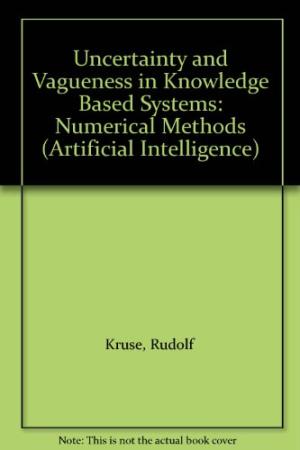 Uncertainty and
Vagueness in Knowledge
Based Systems:
Numerical Methods
(Artificial Intelligence)
Kruse, Rudolf
Note: This is not the actual book cover